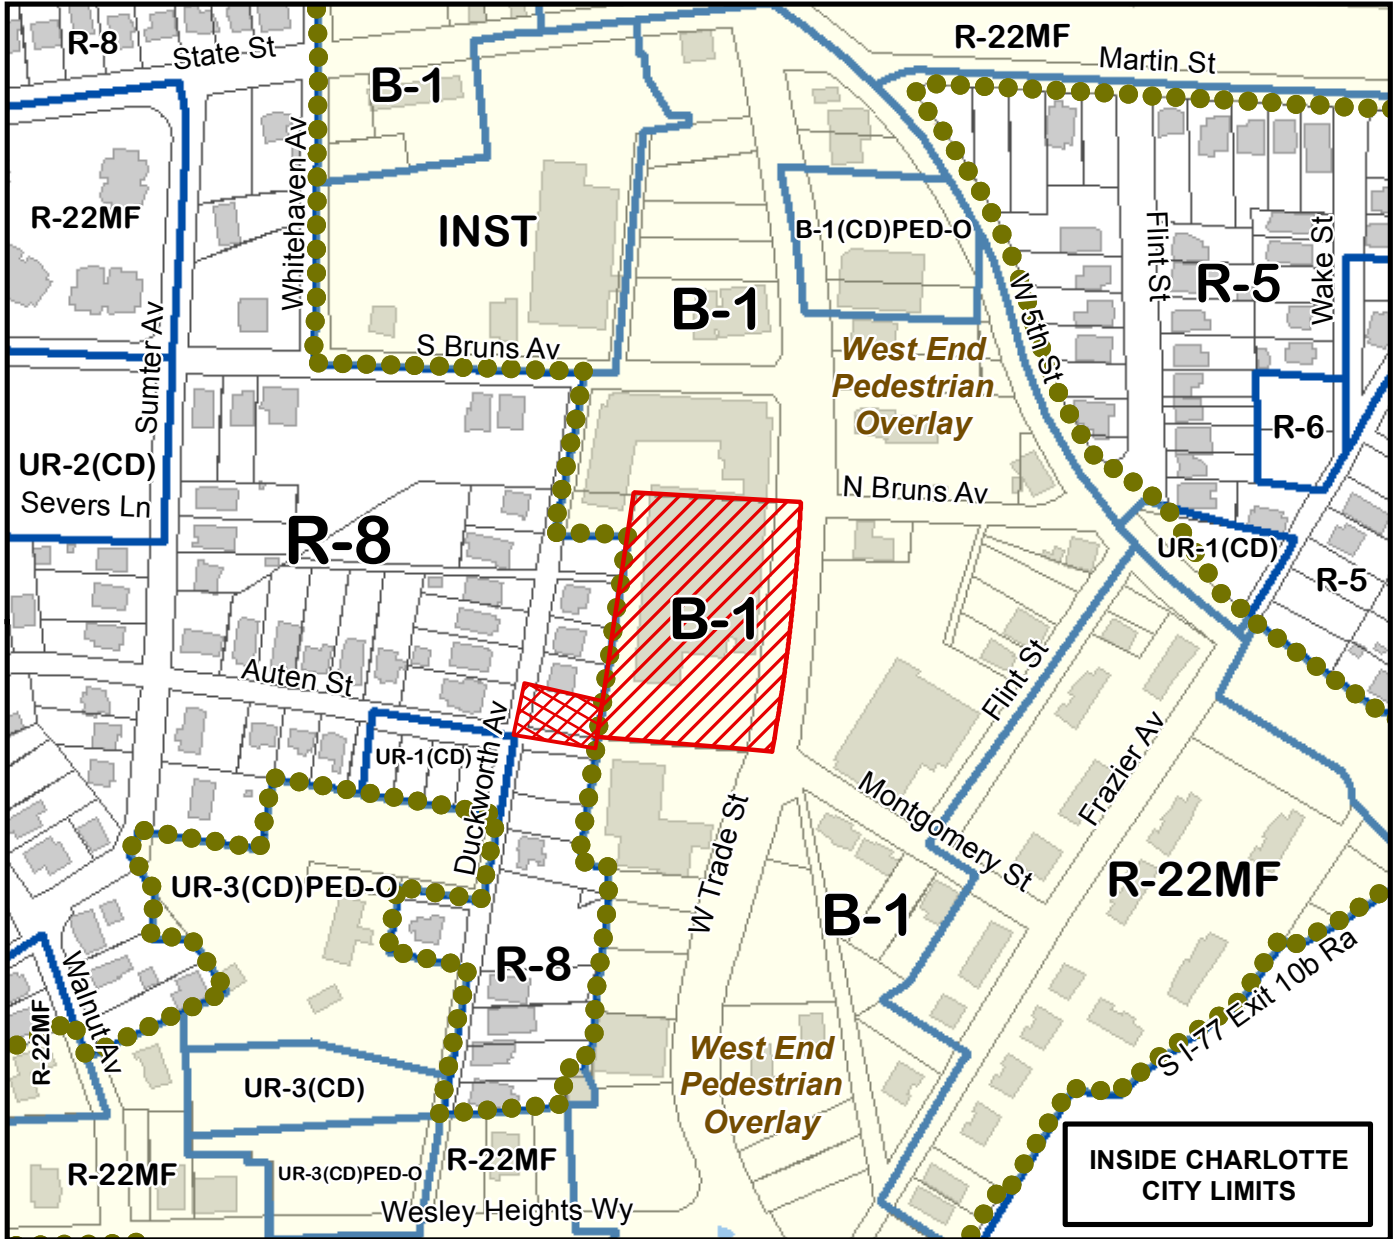 R-8
State St
B-1
R-22MF
Martin St
Whitehaven Av
R-22MF
INST
B-1(CD)PED-O
Flint St
R-5
Wake St
B-1
Sumter Av
S Bruns Av
West End
Pedestrian
Overlay
W 5th St
R-6
UR-2(CD)
Severs Ln
N Bruns Av
R-8
UR-1(CD)
R-5
B-1
Auten St
Flint St
Duckworth Av
UR-1(CD)
Frazier Av
Montgomery St
W Trade St
UR-3(CD)PED-O
R-22MF
B-1
R-8
Walnut Av
R-22MF
S I-77 Exit 10b Ra
West End
Pedestrian
Overlay
UR-3(CD)
R-22MF
UR-3(CD)PED-O
R-22MF
Wesley Heights Wy
INSIDE CHARLOTTE
CITY LIMITS